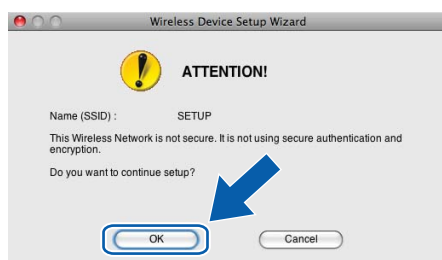 Wireless Device Setup Wizard
ATTENTION!
Name (SSID) : SETUP
This Wireless Network is not secure. It is not using secure authentication and
encryption.
Do you want to continue setup?
OK Cancel